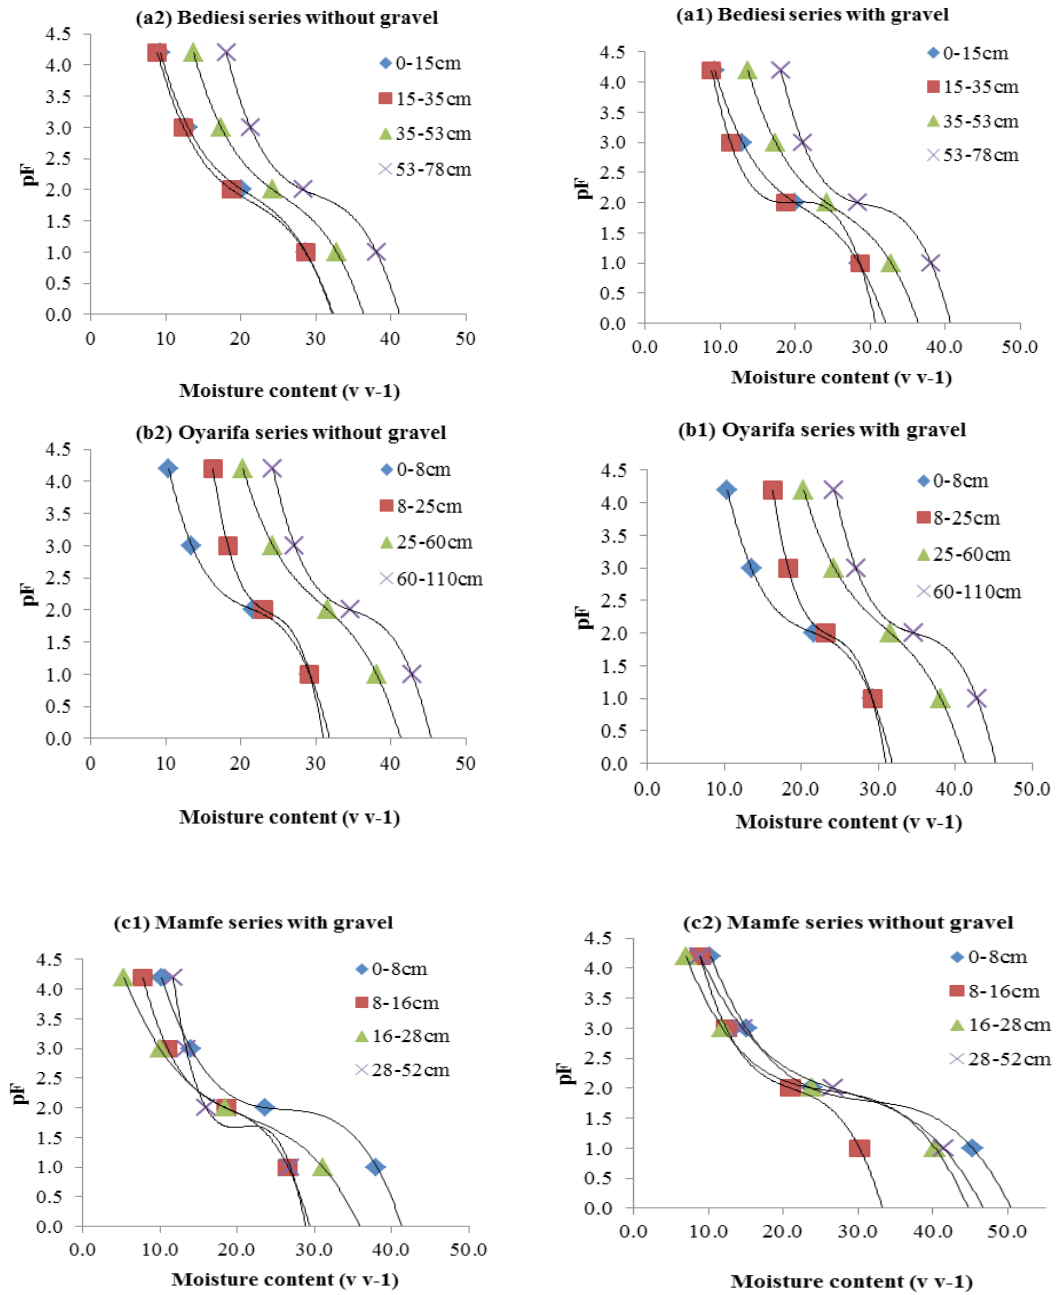 (a2) Bediesi series without gravel
4.5
4.0
3.5
3.0
2.5
2.0
1.5
1.0
0.5
0.0
pF
0 10 20 30 40 50
Moisture content (v v-1)
0-15cm
15-35cm
35-53cm
53-78cm
(a1) Bediesi series with gravel
4.5
4.0
3.5
3.0
2.5
2.0
1.5
1.0
0.5
0.0
pF
0.0 10.0 20.0 30.0 40.0 50.0
Moisture content (v v-1)
0-15cm
15-35cm
35-53cm
53-78cm
(b2) Oyarifa series without gravel
4.5
4.0
3.5
3.0
2.5
2.0
1.5
1.0
0.5
0.0
pF
0 10 20 30 40 50
Moisture content (v v-1)
0-8cm
8-25cm
25-60cm
60-110cm
(b1) Oyarifa series with gravel
4.5
4.0
3.5
3.0
2.5
2.0
1.5
1.0
0.5
0.0
pF
0.0 10.0 20.0 30.0 40.0 50.0
Moisture content (v v-1)
0-8cm
8-25cm
25-60cm
60-110cm
(c1) Mamfe series with gravel
4.5
4.0
3.5
3.0
2.5
2.0
1.5
1.0
0.5
0.0
pF
0.0 10.0 20.0 30.0 40.0 50.0
Moisture content (v v-1)
0-8cm
8-16cm
16-28cm
28-52cm
(c2) Mamfe series without gravel
4.5
4.0
3.5
3.0
2.5
2.0
1.5
1.0
0.5
0.0
pF
0.0 10.0 20.0 30.0 40.0 50.0
Moisture content (v v-1)
0-8cm
8-16cm
16-28cm
28-52cm